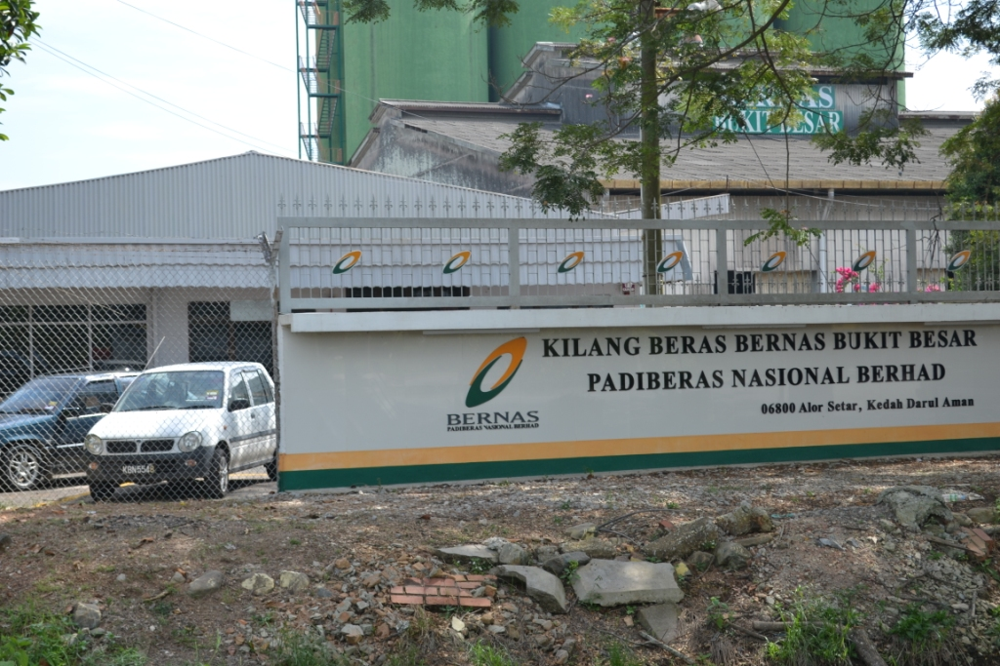 BERNAS
BUKIT BESAR
KILANG BERAS BERNAS BUKIT BESAR
PADIBERAS NASIONAL BERHAD
06800 Alor Setar, Kedah Darul Aman
BERNAS
PADIBERAS NASIONAL BERHAD
KBN5548